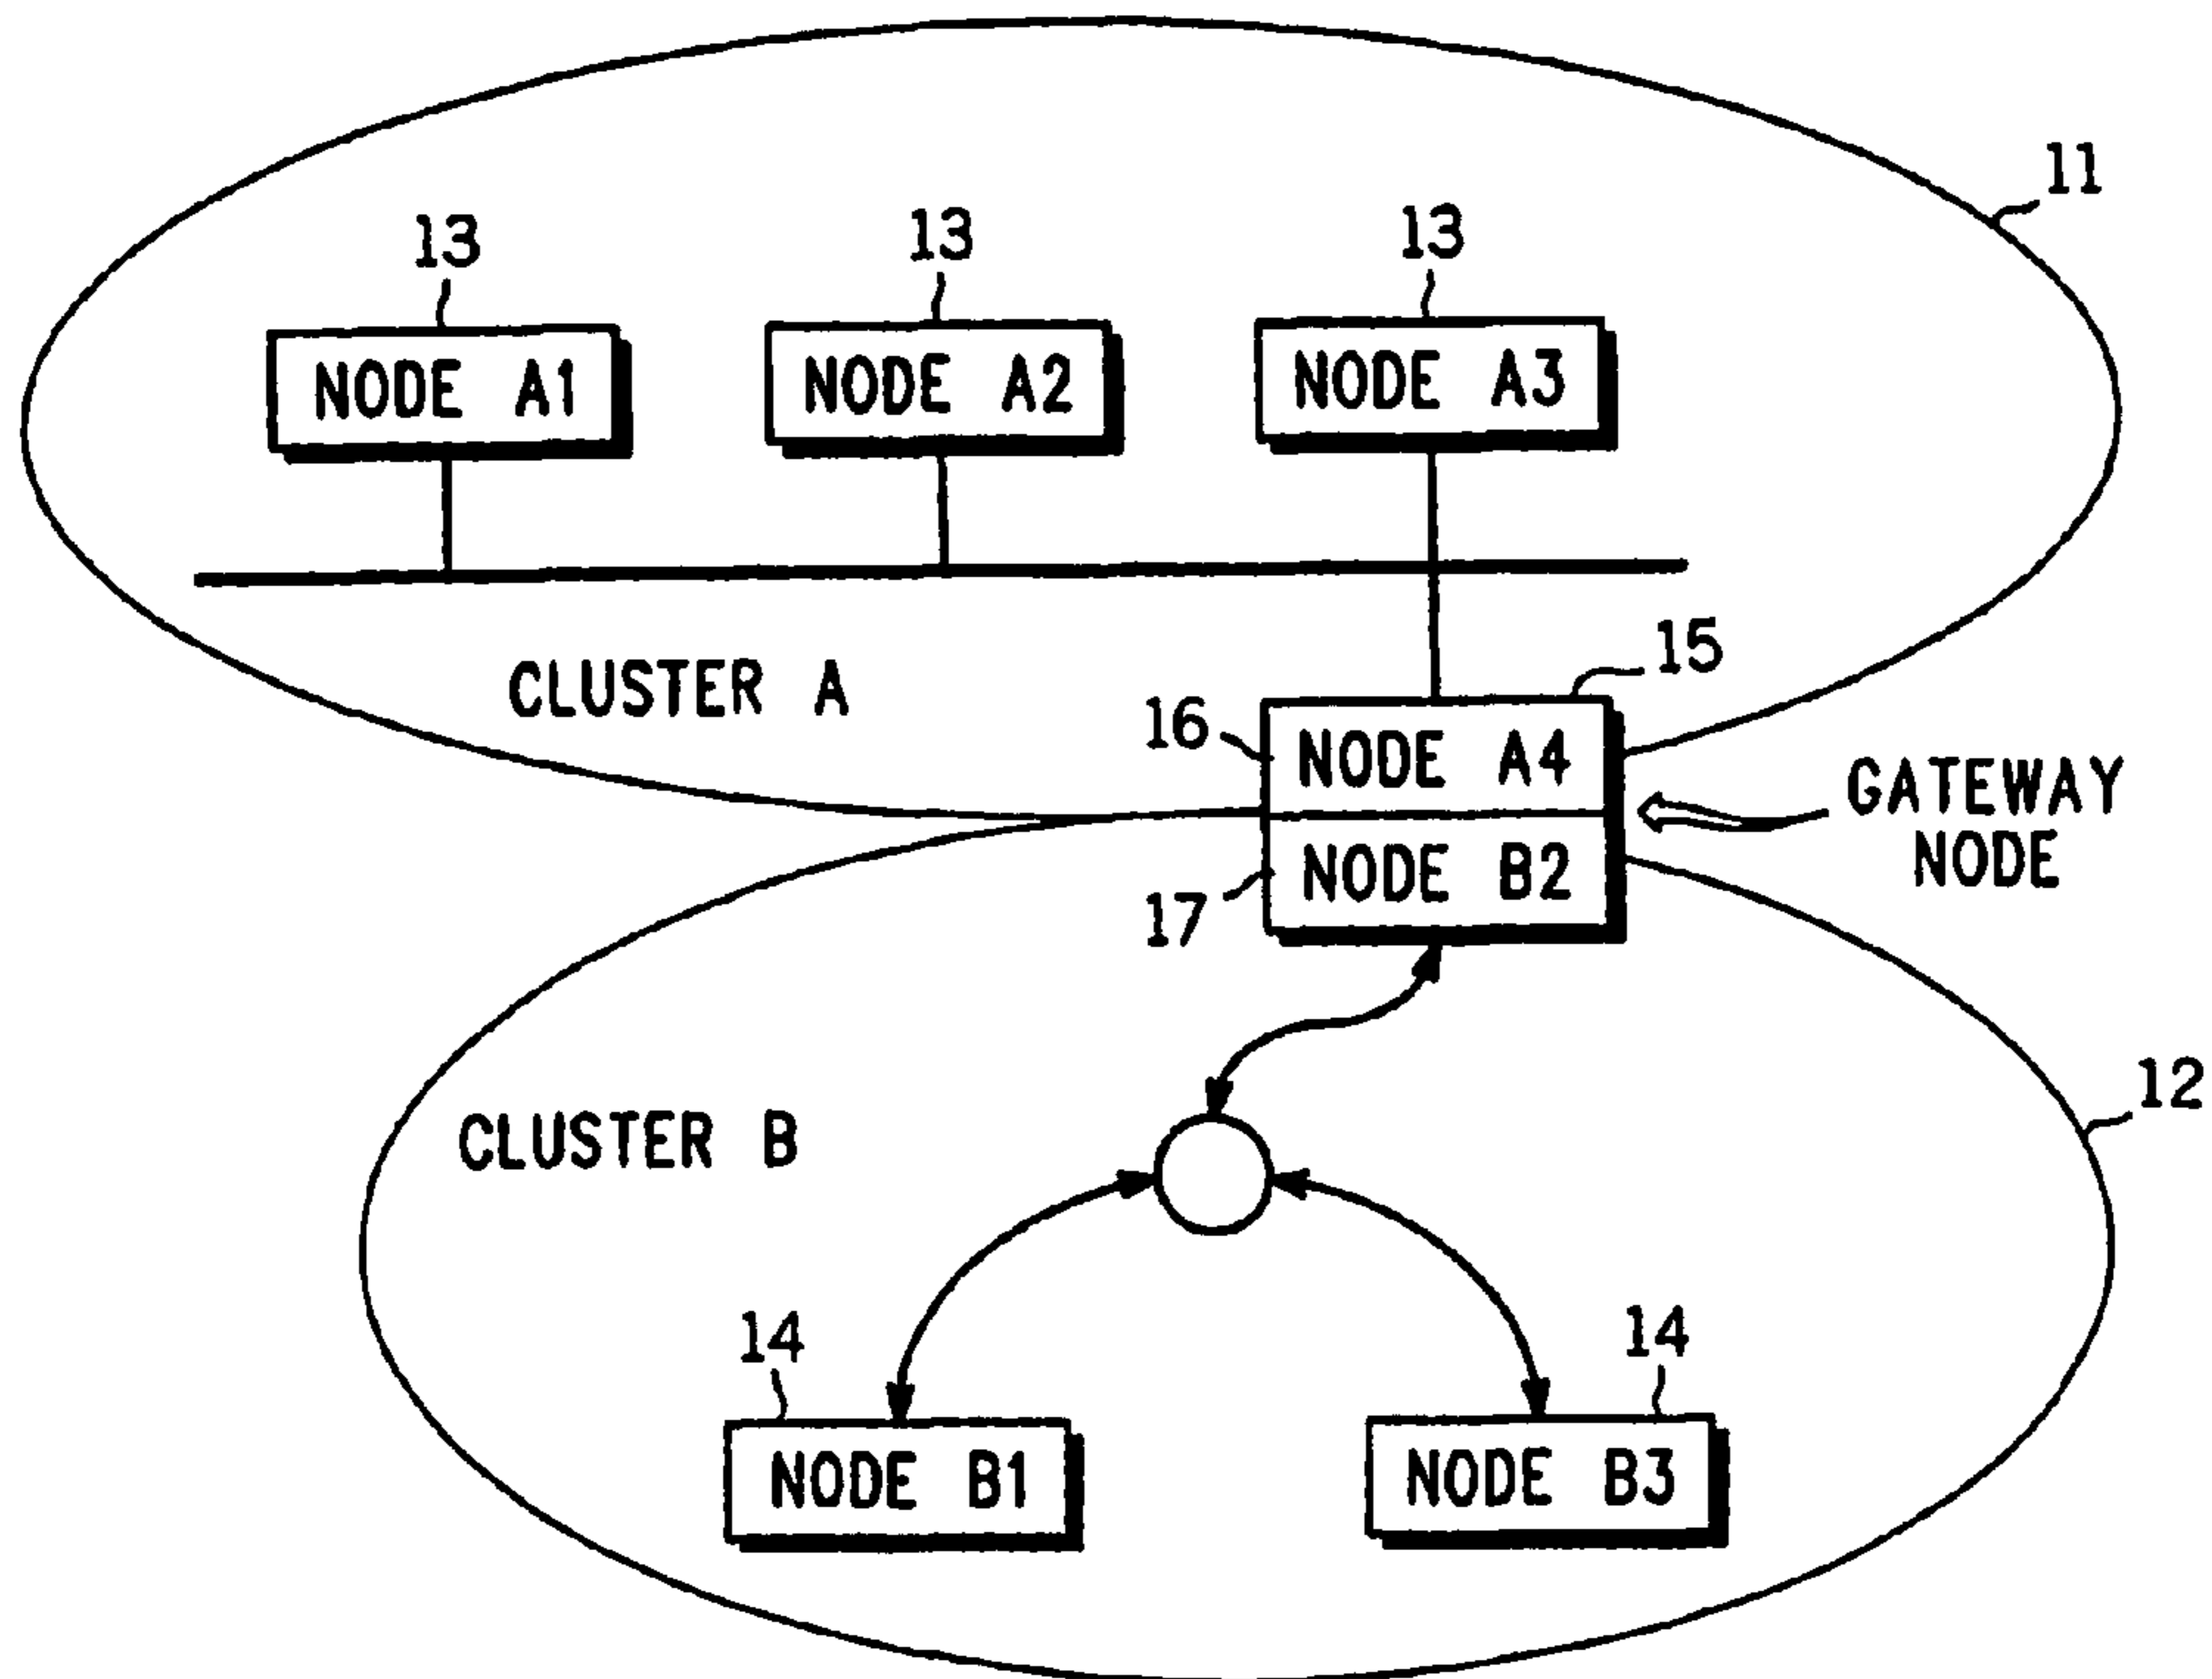 11
13
13
13
NODE A1
NODE A2
NODE A3
15
CLUSTER A
16
NODE A4
GATEWAY
NODE
NODE B2
17
12
CLUSTER B
14
14
NODE B1
NODE B3